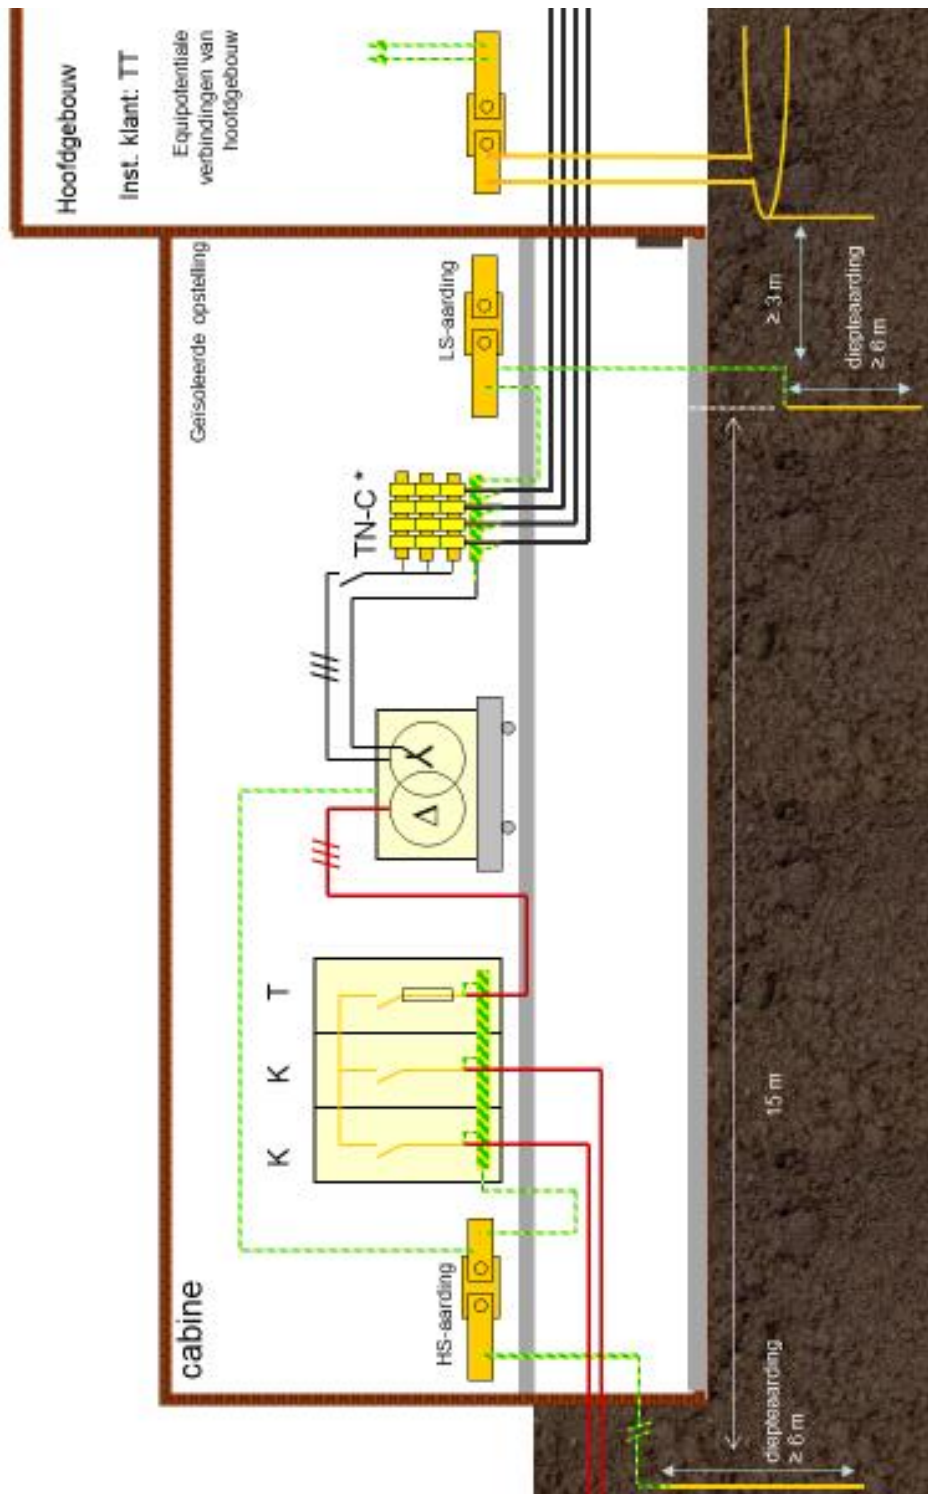 cabine
HS-aarding
K
K
T
TN-C *
LS-aarding
Geïsoleerde opstelling
Hoofdgebouw
Inst. klant: TT
Equipotentiale
verbindingen van
hoofdgebouw
diepteaarding
≥ 6 m
15 m
≥ 3 m
diepteaarding
≥ 6 m